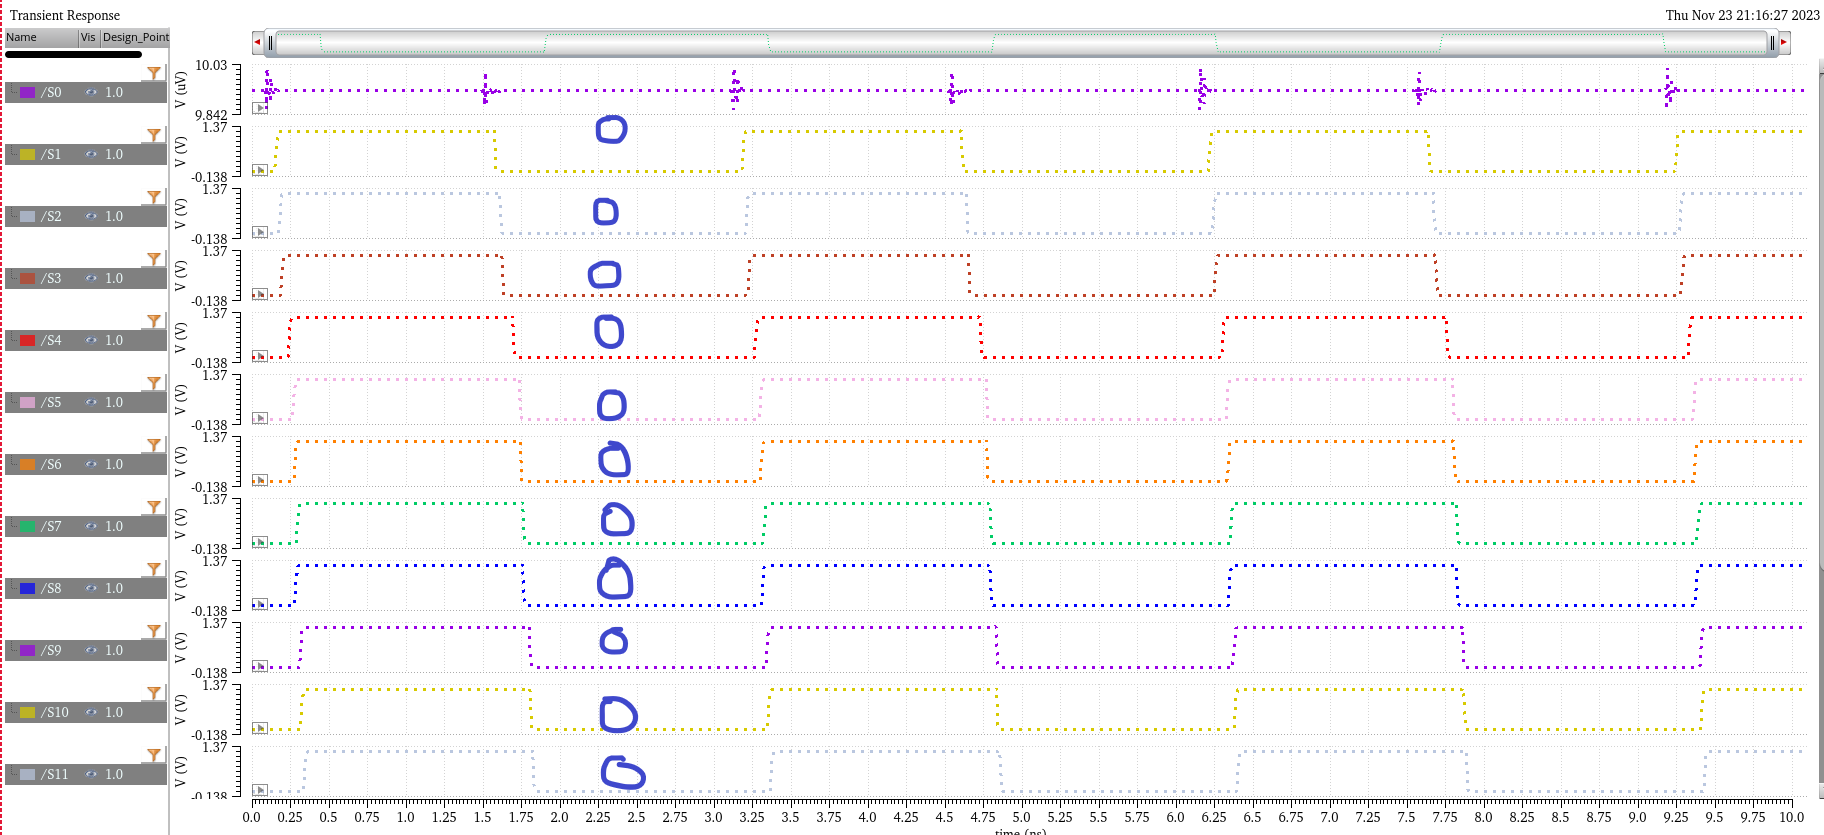 Transient Response
Thu Nov 23 21:16:27 2023
Name Vis Design_Point
/S0 1.0 V (uV) 10.03 9.842
/S1 1.0 V (V) 1.37 -0.138 0
/S2 1.0 V (V) 1.37 -0.138 0
/S3 1.0 V (V) 1.37 -0.138 0
/S4 1.0 V (V) 1.37 -0.138 0
/S5 1.0 V (V) 1.37 -0.138 0
/S6 1.0 V (V) 1.37 -0.138 0
/S7 1.0 V (V) 1.37 -0.138 0
/S8 1.0 V (V) 1.37 -0.138 0
/S9 1.0 V (V) 1.37 -0.138 0
/S10 1.0 V (V) 1.37 -0.138 0
/S11 1.0 V (V) 1.37 -0.138 0
0.0 0.25 0.5 0.75 1.0 1.25 1.5 1.75 2.0 2.25 2.5 2.75 3.0 3.25 3.5 3.75 4.0 4.25 4.5 4.75 5.0 5.25 5.5 5.75 6.0 6.25 6.5 6.75 7.0 7.25 7.5 7.75 8.0 8.25 8.5 8.75 9.0 9.25 9.5 9.75 10.0
time (ns)